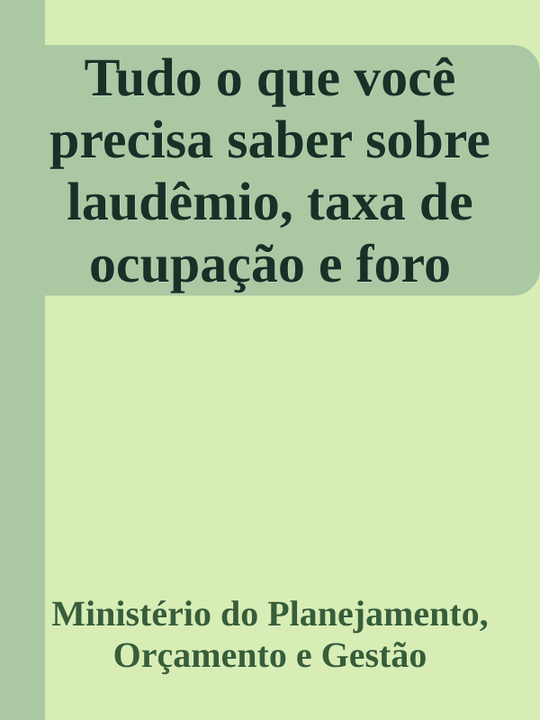 Tudo o que você
precisa saber sobre
laudêmio, taxa de
ocupação e foro
Ministério do Planejamento,
Orçamento e Gestão